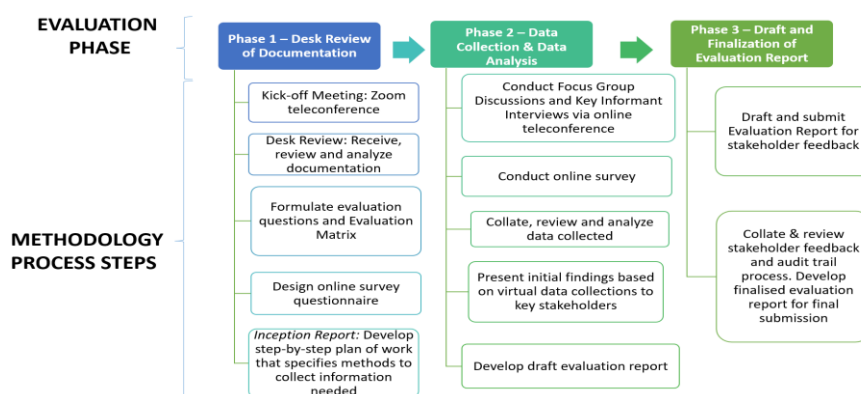 EVALUATION
PHASE
Phase 1 – Desk Review
of Documentation
Phase 2 – Data
Collection & Data
Analysis
Phase 3 – Draft and
Finalization of
Evaluation Report
METHODOLOGY
PROCESS STEPS
Kick-off Meeting: Zoom
teleconference
Desk Review: Receive,
review and analyze
documentation
Formulate evaluation
questions and Evaluation
Matrix
Design online survey
questionnaire
Inception Report: Develop
step-by-step plan of work
that specifies methods to
collect information
needed
Conduct Focus Group
Discussions and Key Informant
Interviews via online
teleconference
Conduct online survey
Collate, review and analyze
data collected
Present initial findings based
on virtual data collections to
key stakeholders
Develop draft evaluation report
Draft and submit
Evaluation Report for
stakeholder feedback
Collate & review
stakeholder feedback
and audit trail
process. Develop
finalised evaluation
report for final
submission